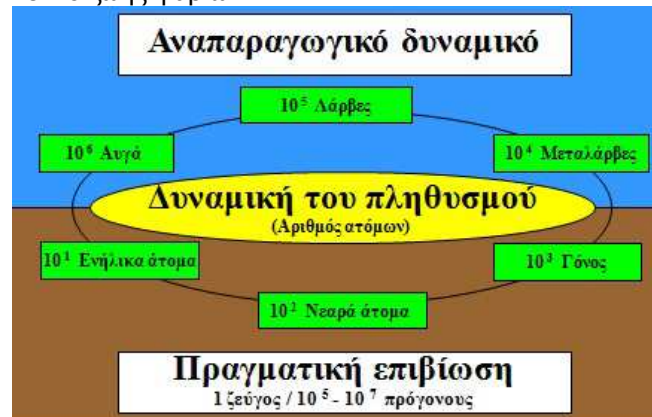 Αναπαραγωγικό δυναμικό
10⁵ Λάρβες
10⁶ Αυγά
10⁴ Μεταλάρβες
Δυναμική του πληθυσμού
(Αριθμός ατόμων)
10¹ Ενήλικα άτομα
10³ Γόνος
10² Νεαρά άτομα
Πραγματική επιβίωση
1 ζεύγος / 10⁵ - 10⁷ πρόγονους